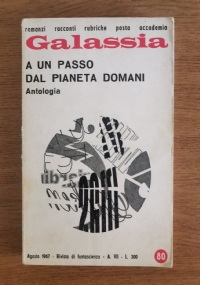 romanzi racconti rubriche posta accademia
Galassia
A UN PASSO
DAL PIANETA DOMANI
Antologia
Agosto 1967 - Rivista di fantascienza - A. VII - L. 300
80